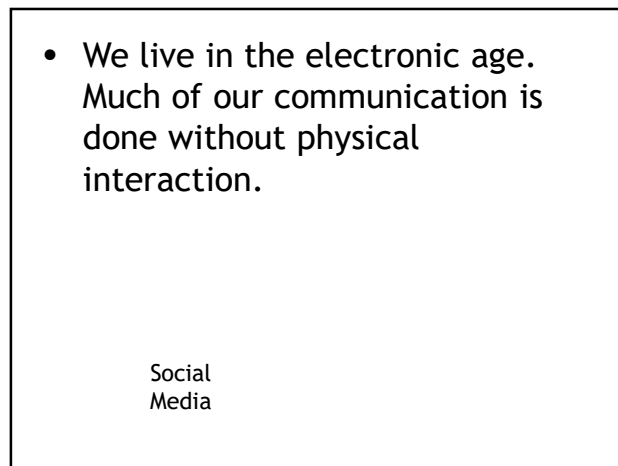 • We live in the electronic age.
Much of our communication is
done without physical
interaction.
Social
Media